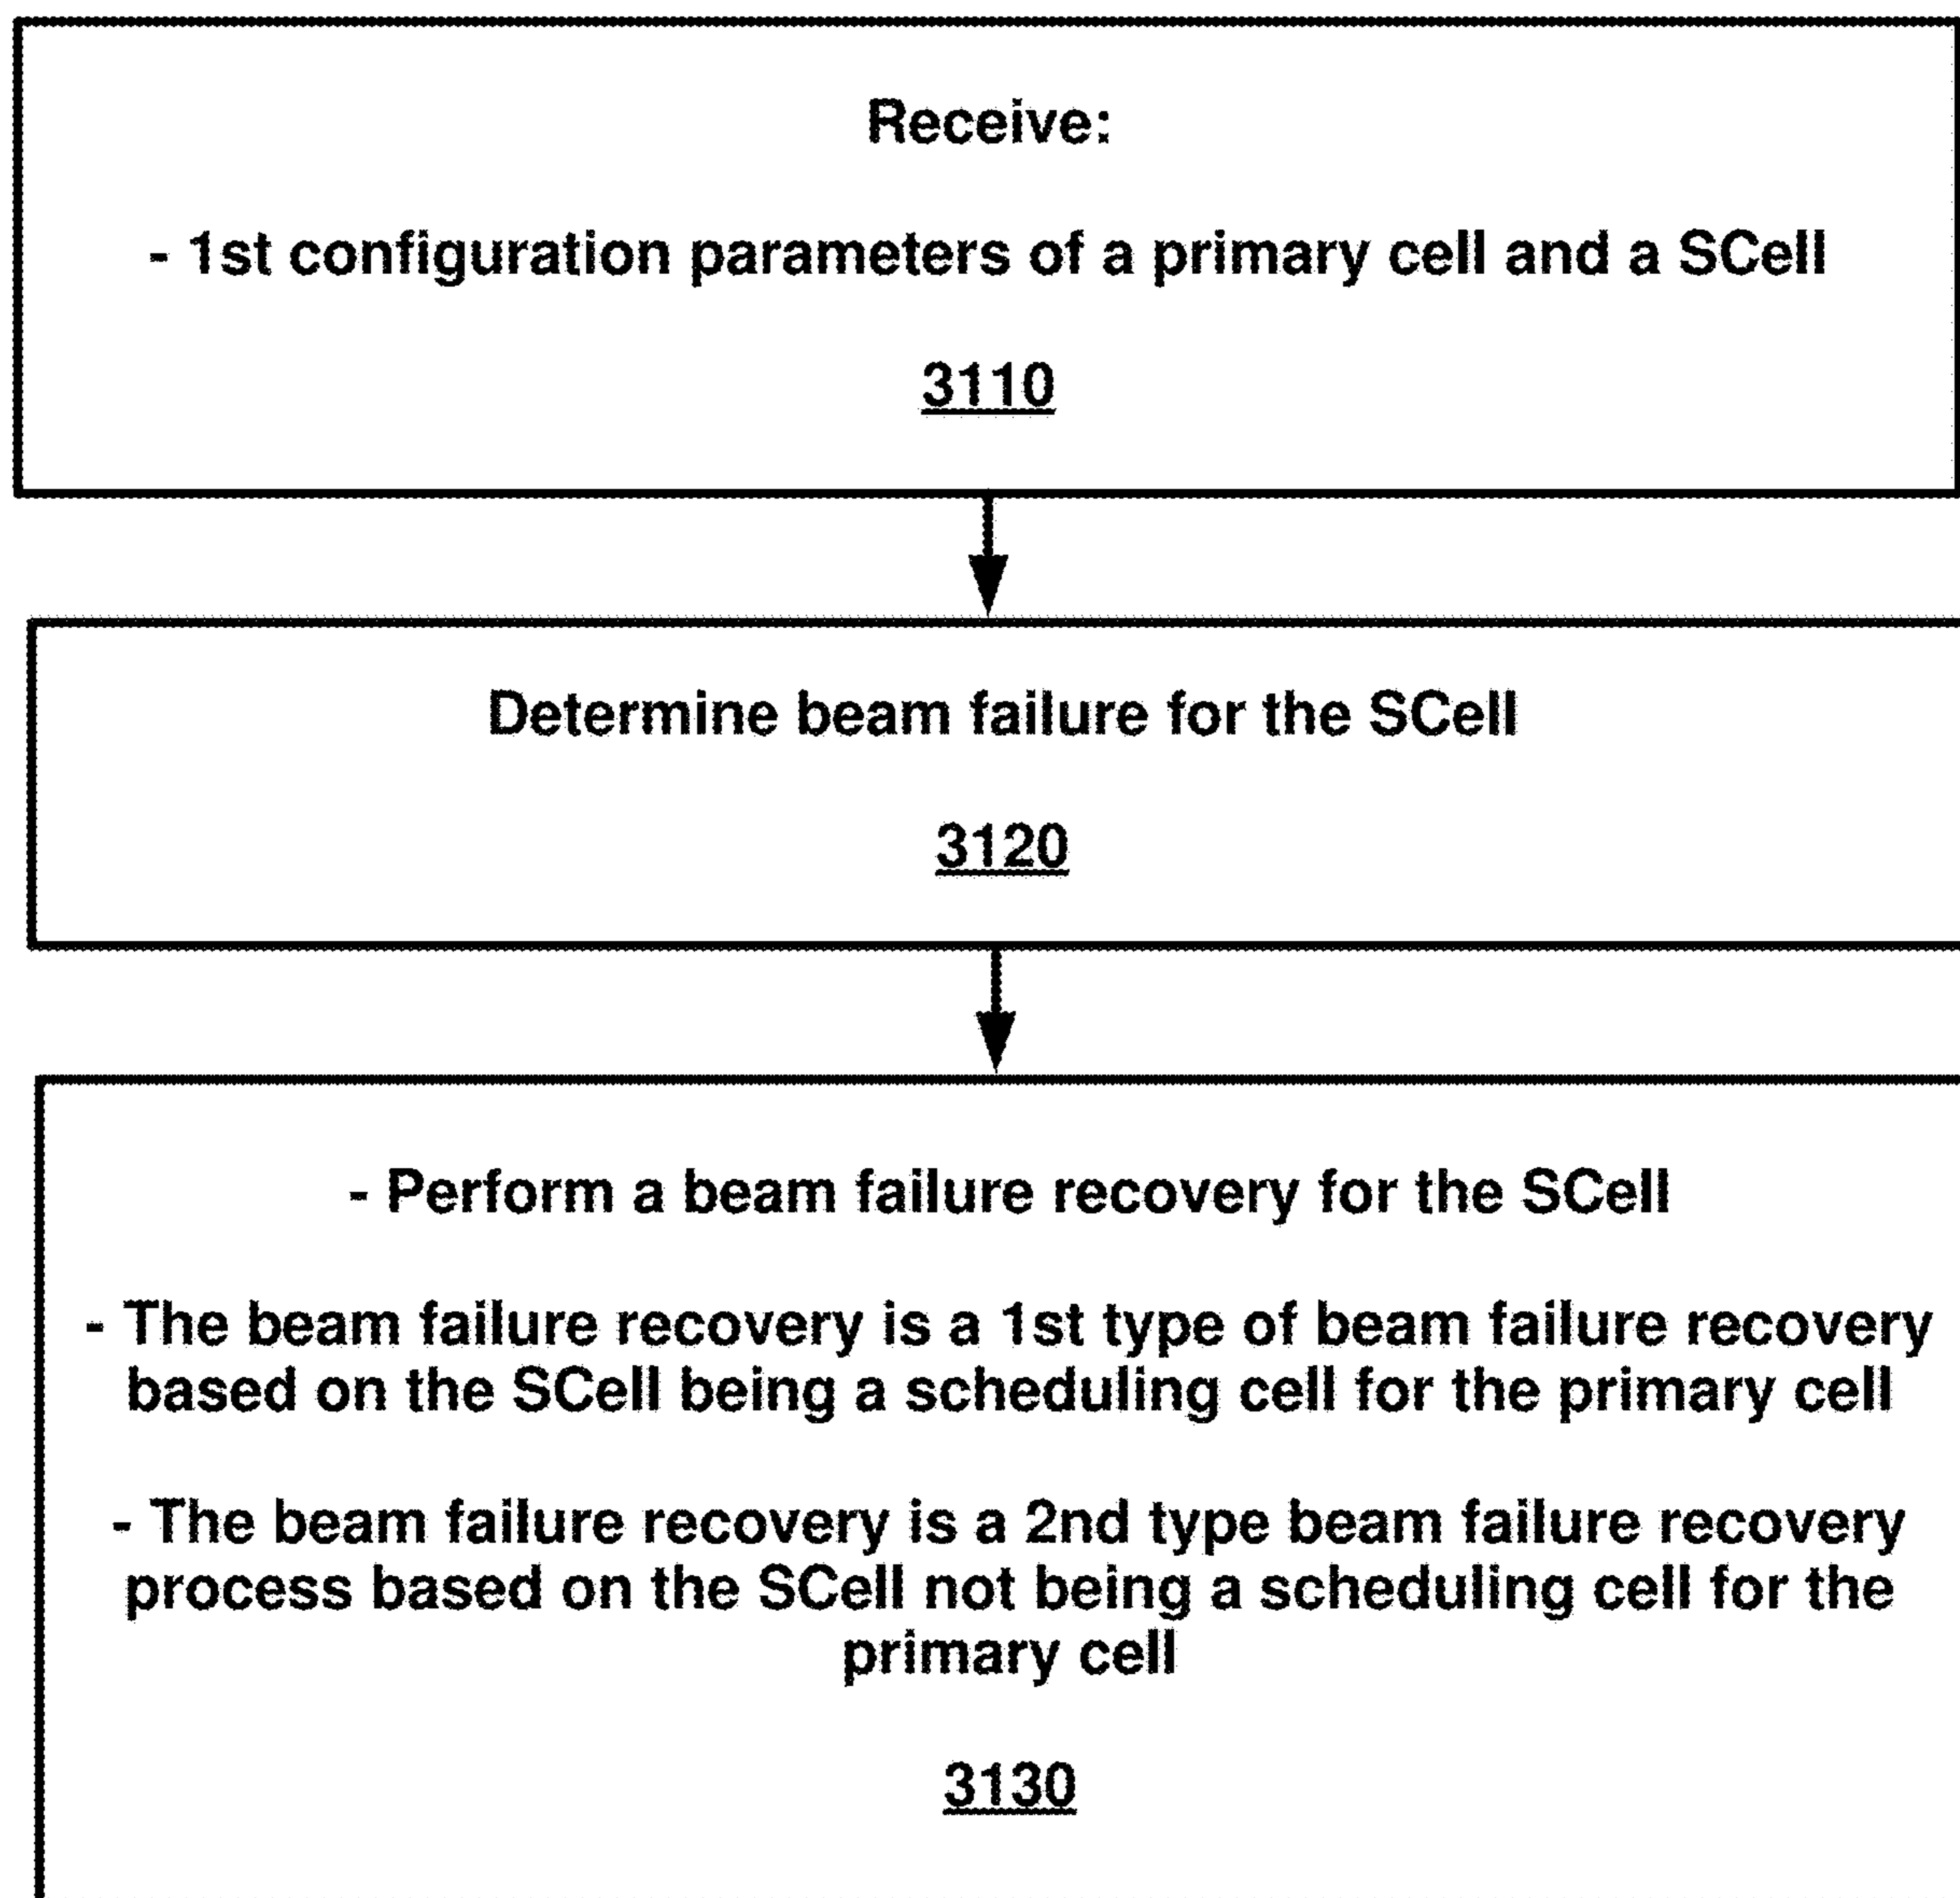 Receive:
- 1st configuration parameters of a primary cell and a SCell
3110
Determine beam failure for the SCell
3120
- Perform a beam failure recovery for the SCell
- The beam failure recovery is a 1st type of beam failure recovery
based on the SCell being a scheduling cell for the primary cell
- The beam failure recovery is a 2nd type beam failure recovery
process based on the SCell not being a scheduling cell for the
primary cell
3130